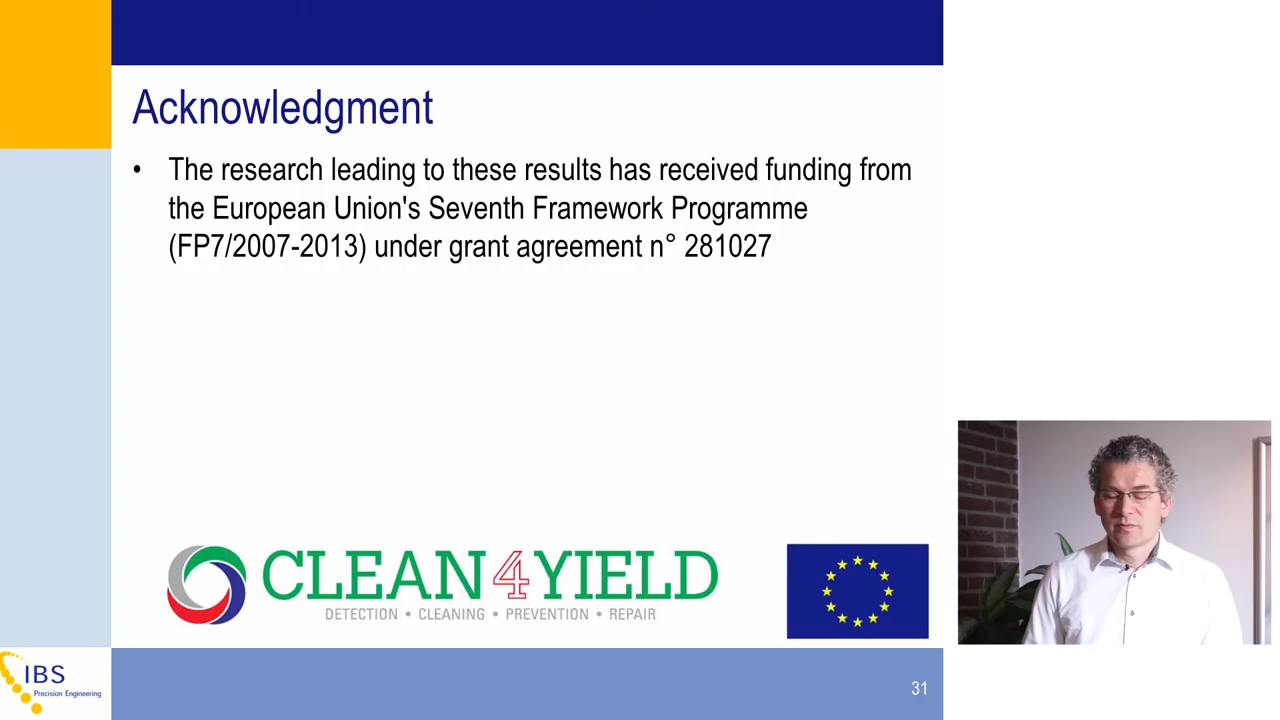 Acknowledgment
• The research leading to these results has received funding from
the European Union's Seventh Framework Programme
(FP7/2007-2013) under grant agreement n° 281027
CLEAN4YIELD
DETECTION • CLEANING • PREVENTION • REPAIR
IBS
Precision Engineering
31